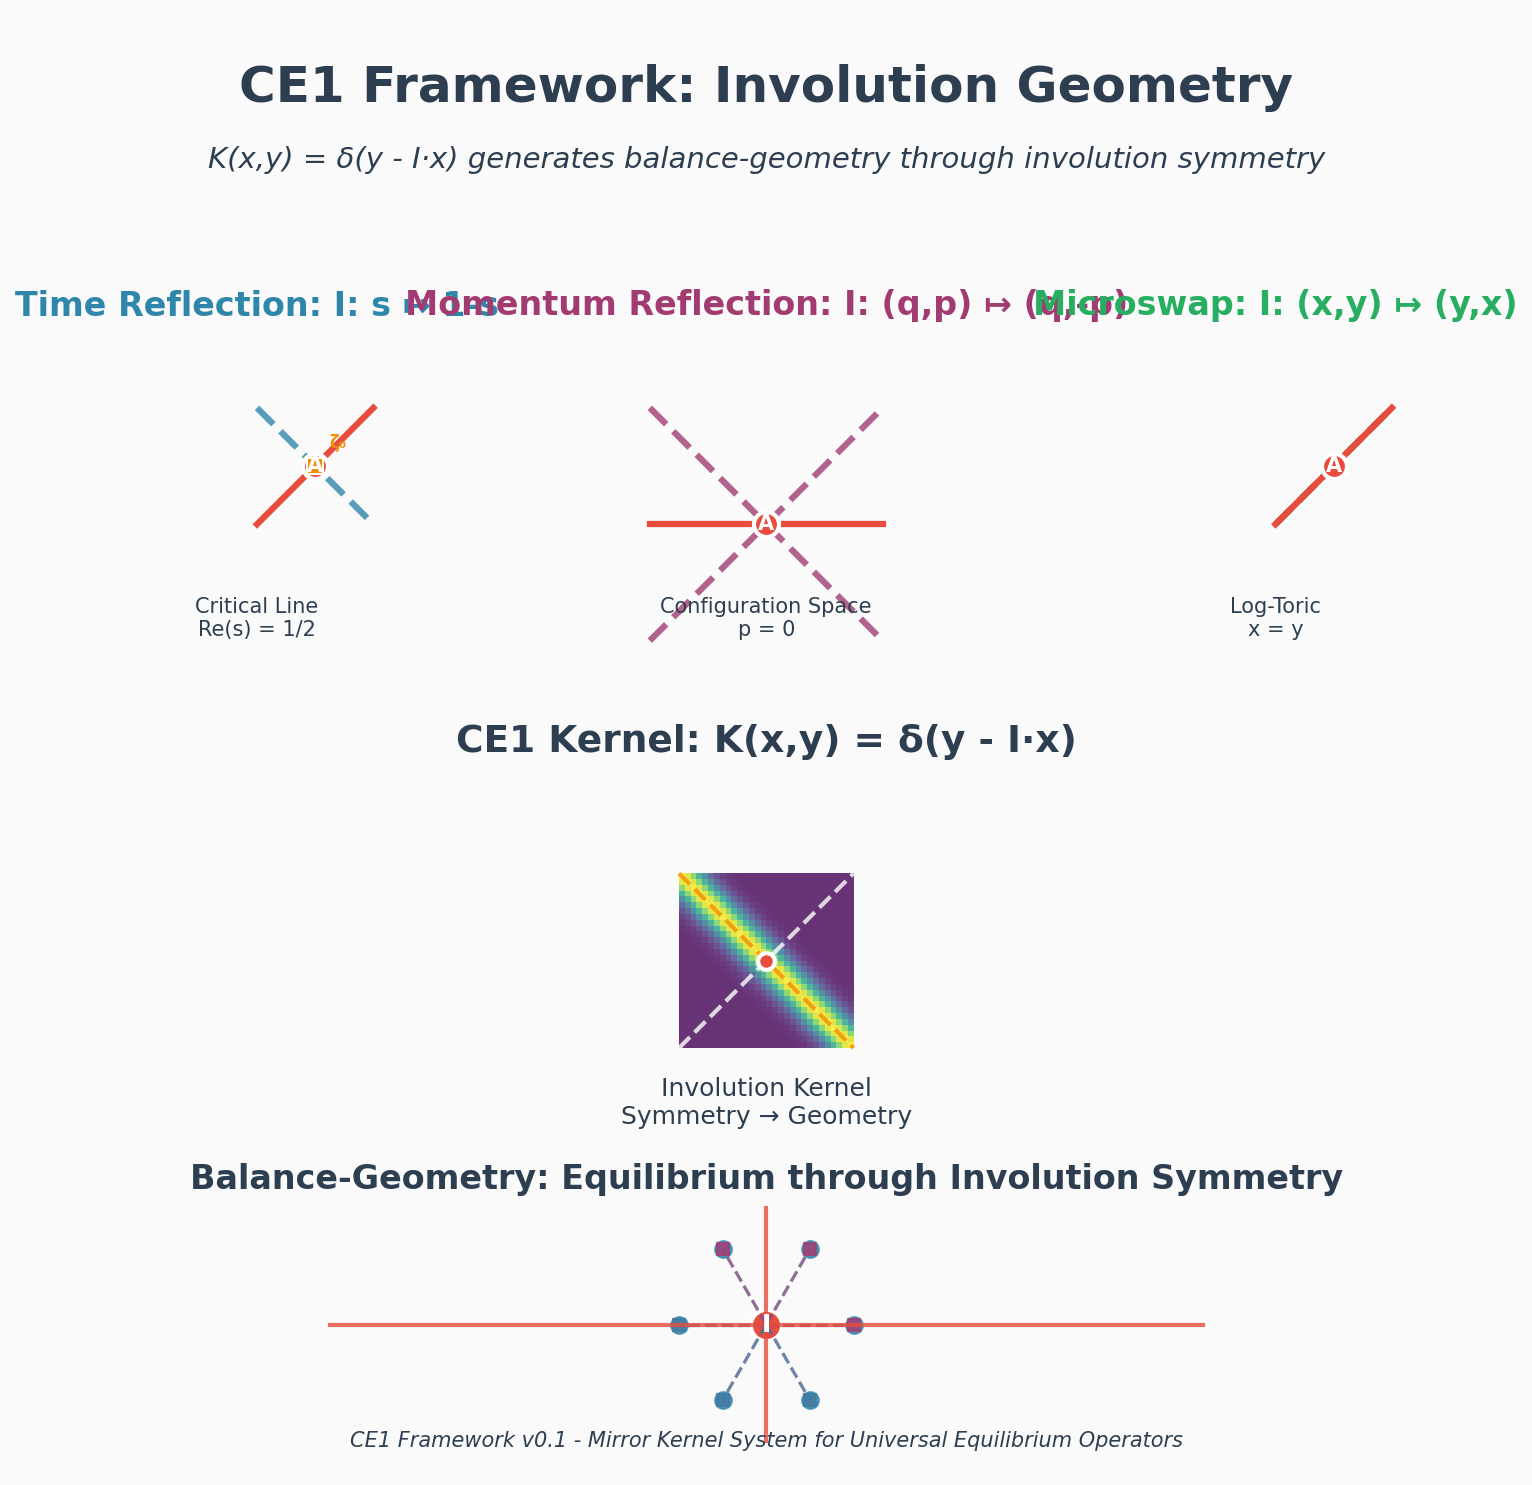 CE1 Framework: Involution Geometry
K(x,y) = δ(y - I·x) generates balance-geometry through involution symmetry
Time Reflection: I: s ↦ 1-s
Momentum Reflection: I: (q,p) ↦ (q,-p)
Microswap: I: (x,y) ↦ (y,x)
A
A
A
Critical Line
Re(s) = 1/2
Configuration Space
p = 0
Log-Toric
x = y
CE1 Kernel: K(x,y) = δ(y - I·x)
Involution Kernel
Symmetry → Geometry
Balance-Geometry: Equilibrium through Involution Symmetry
I
CE1 Framework v0.1 - Mirror Kernel System for Universal Equilibrium Operators